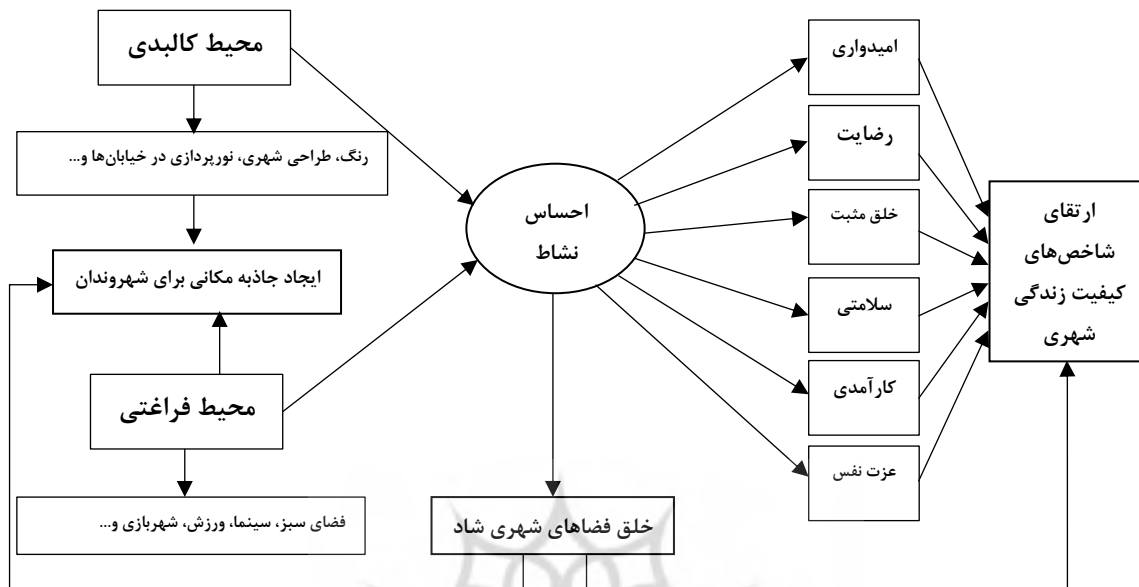 محیط کالبدی
رنگ، طراحی شهری، نورپردازی در خیابان‌ها و...
ایجاد جاذبه مکانی برای شهروندان
محیط فراغتی
فضای سبز، سینما، ورزش، شهربازی و...
احساس
نشاط
خلق فضاهای شهری شاد
امیدواری
رضایت
خلق مثبت
سلامتی
کارآمدی
عزت نفس
ارتقای
شاخص‌های
کیفیت زندگی
شهری